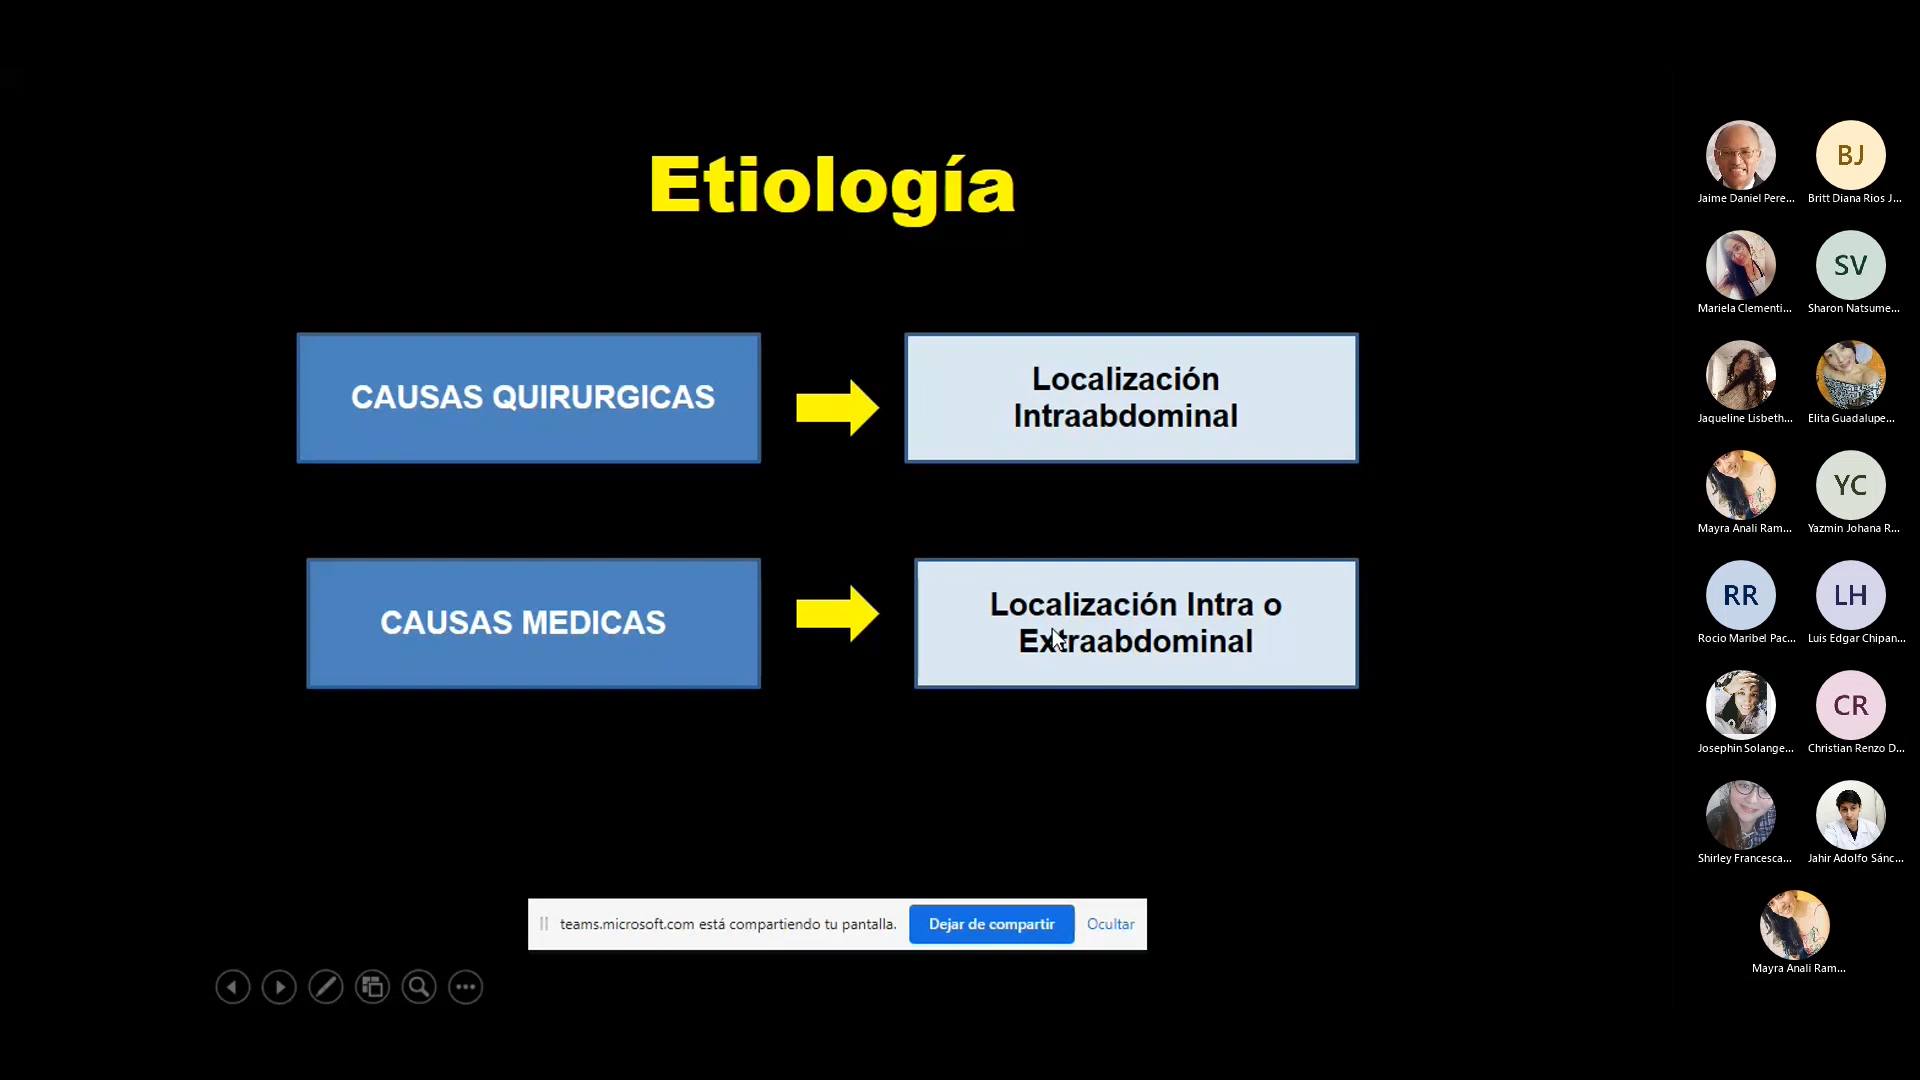 Etiología
CAUSAS QUIRURGICAS
Localización
Intraabdominal
CAUSAS MEDICAS
Localización Intra o
Extraabdominal
teams.microsoft.com está compartiendo tu pantalla.
Dejar de compartir
Ocultar
Jaime Daniel Pere...
BJ
Britt Diana Rios J...
Mariela Clementi...
SV
Sharon Natsume...
Jaqueline Lisbeth...
Elita Guadalupe...
Mayra Anali Ram...
YC
Yazmin Johana R...
RR
Rocio Maribel Pac...
LH
Luis Edgar Chipan...
Josephin Solange...
CR
Christian Renzo D...
Shirley Francesca...
Jahir Adolfo Sánc...
Mayra Anali Ram...